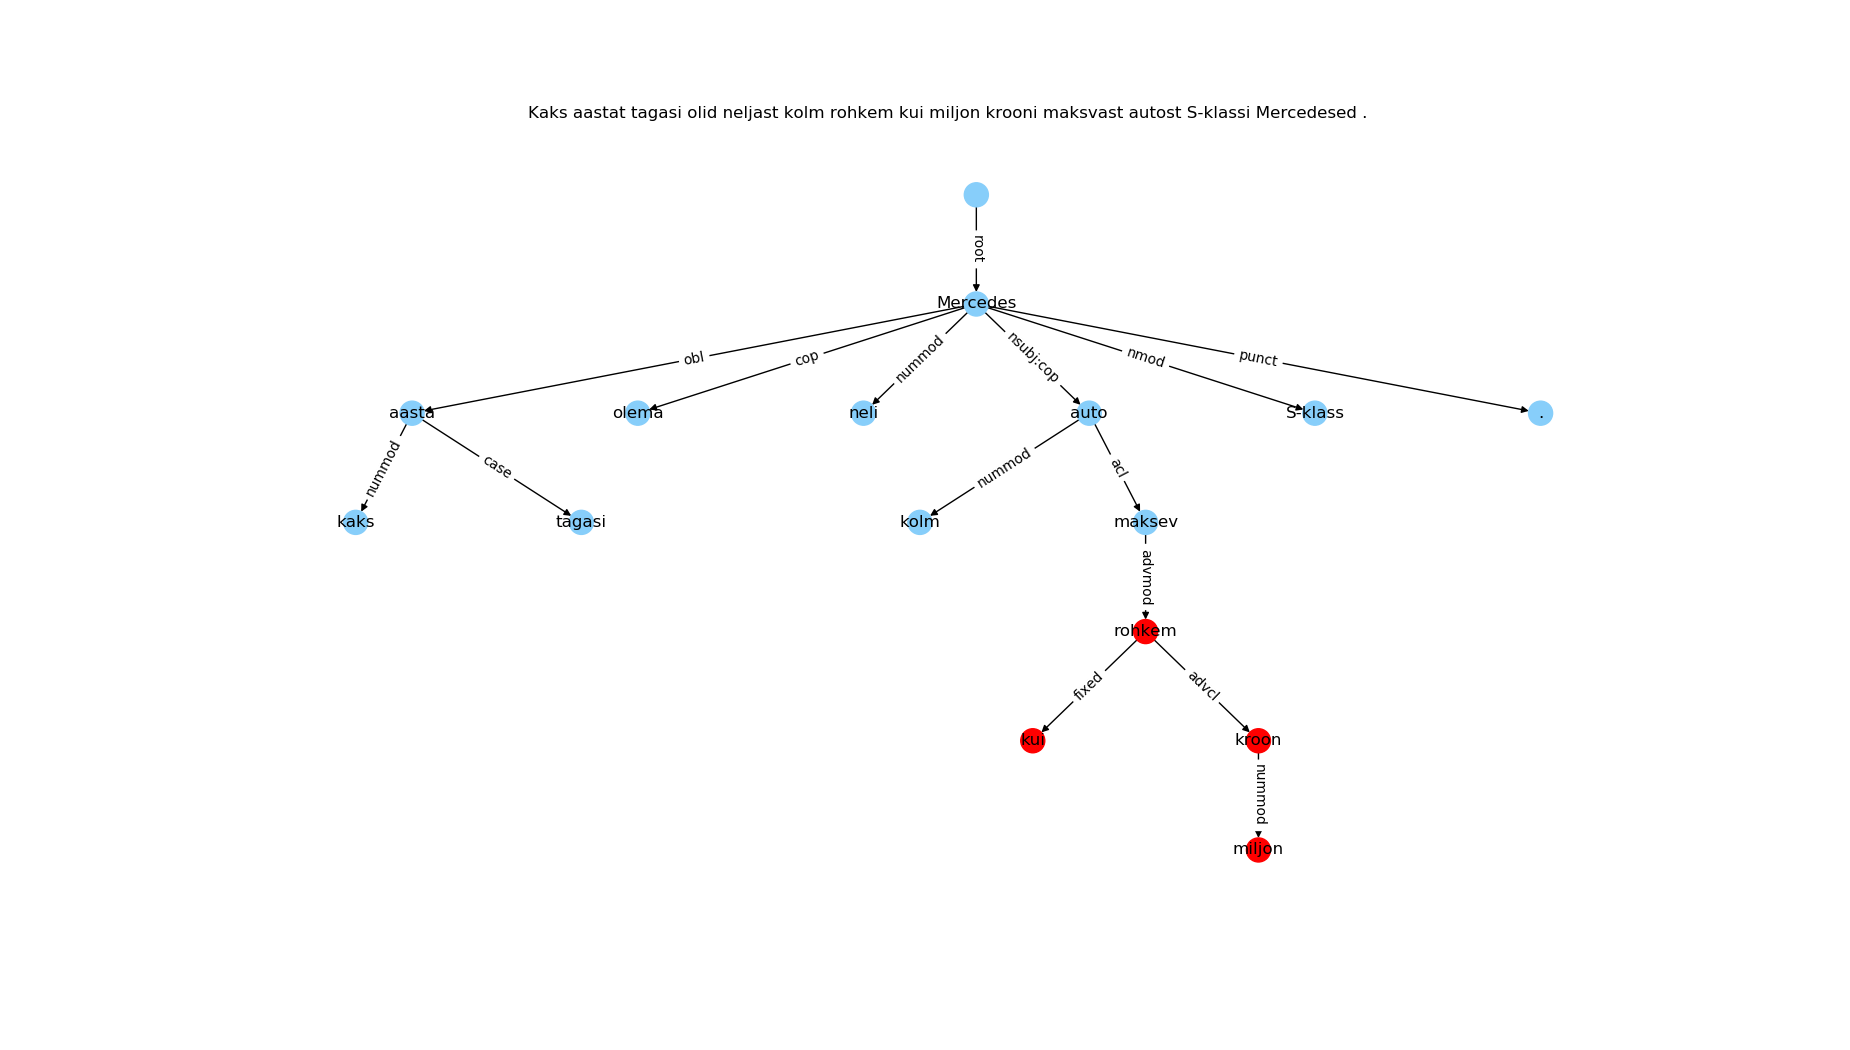 Kaks aastat tagasi olid neljast kolm rohkem kui miljon krooni maksvast autost S-klassi Mercedesed .
root
Mercedes
obl
cop
nummod
nsubj:cop
nmod
punct
aasta
olema
neli
auto
S-klass
.
nummod
case
nummod
acl
kaks
tagasi
kolm
maksev
advmod
rohkem
fixed
advcl
kui
kroon
nummod
miljon